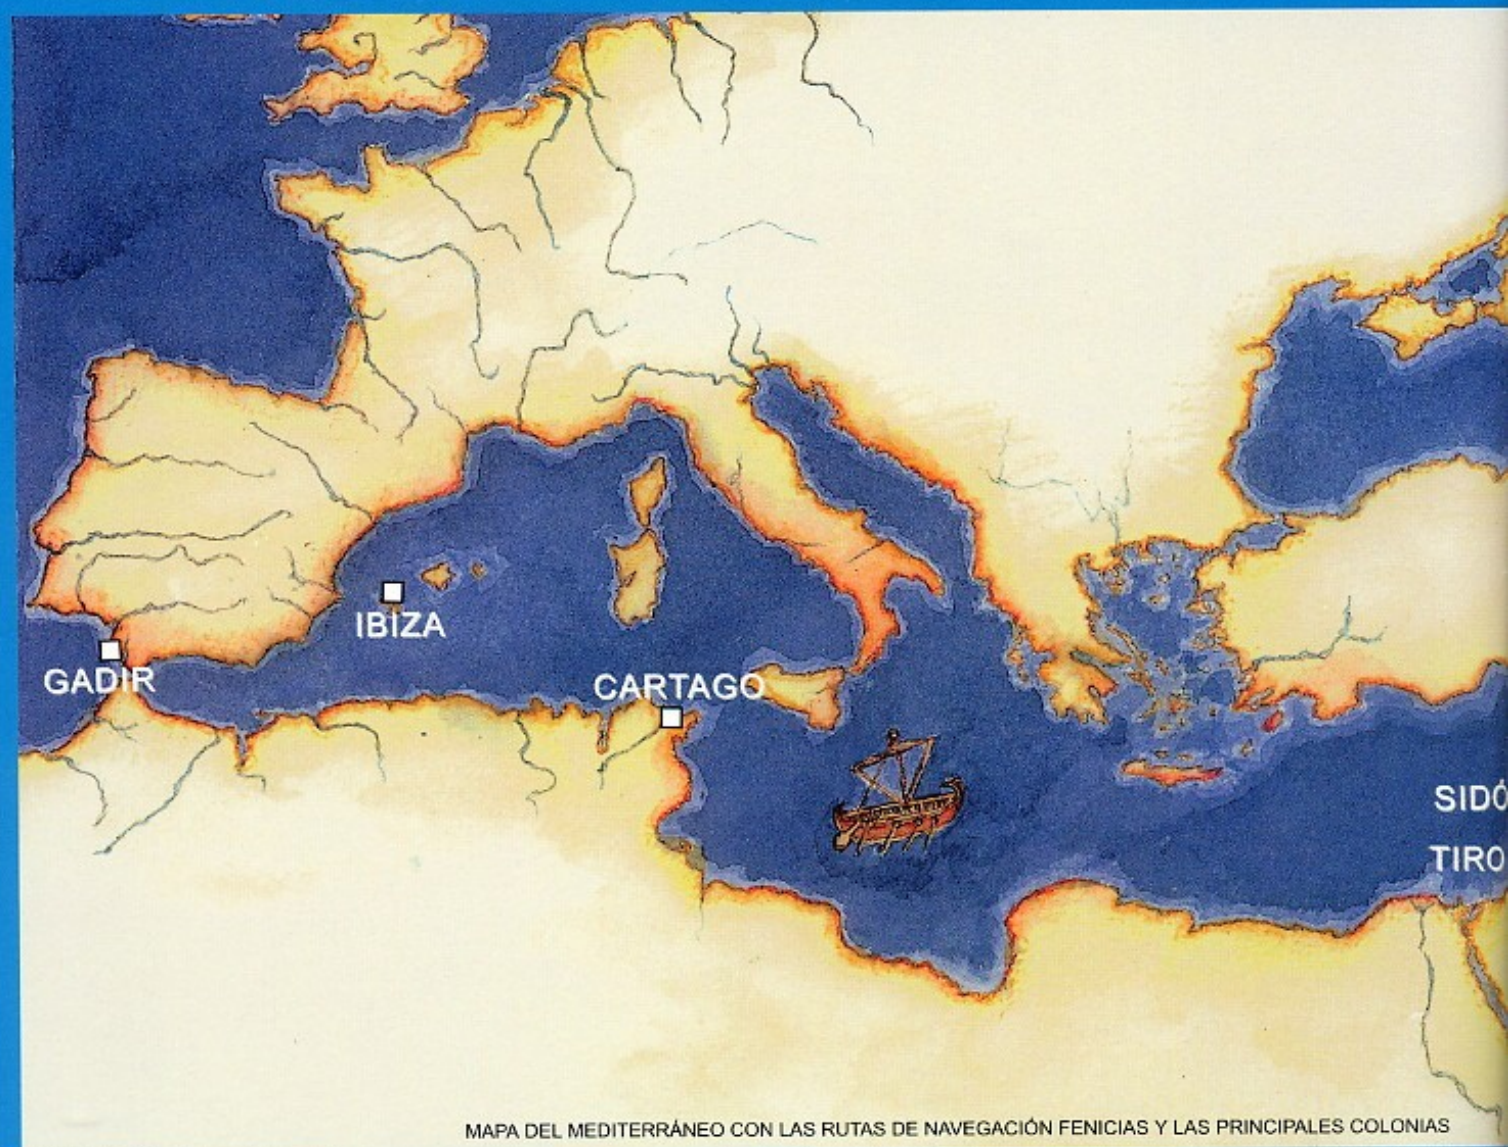 IBIZA
GADIR
CARTAGO
SIDÓ
TIRO
MAPA DEL MEDITERRÁNEO CON LAS RUTAS DE NAVEGACIÓN FENICIAS Y LAS PRINCIPALES COLONIAS